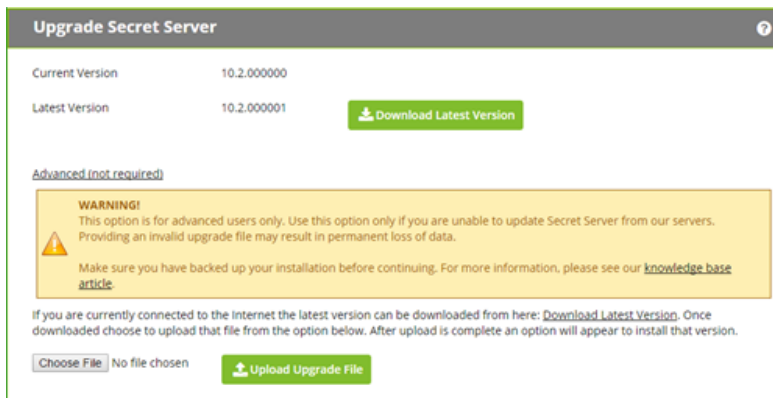 Upgrade Secret Server
?
Current Version 10.2.000000
Latest Version 10.2.000001 Download Latest Version
Advanced (not required)
WARNING!
This option is for advanced users only. Use this option only if you are unable to update Secret Server from our servers.
Providing an invalid upgrade file may result in permanent loss of data.
Make sure you have backed up your installation before continuing. For more information, please see our knowledge base
article.
If you are currently connected to the Internet the latest version can be downloaded from here: Download Latest Version. Once
downloaded choose to upload that file from the option below. After upload is complete an option will appear to install that version.
Choose File No file chosen Upload Upgrade File